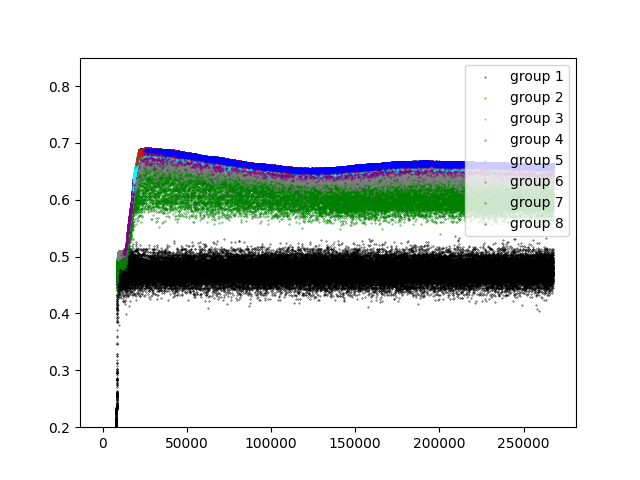 0.8
0.7
0.6
0.5
0.4
0.3
0.2
0
50000
100000
150000
200000
250000
group 1
group 2
group 3
group 4
group 5
group 6
group 7
group 8